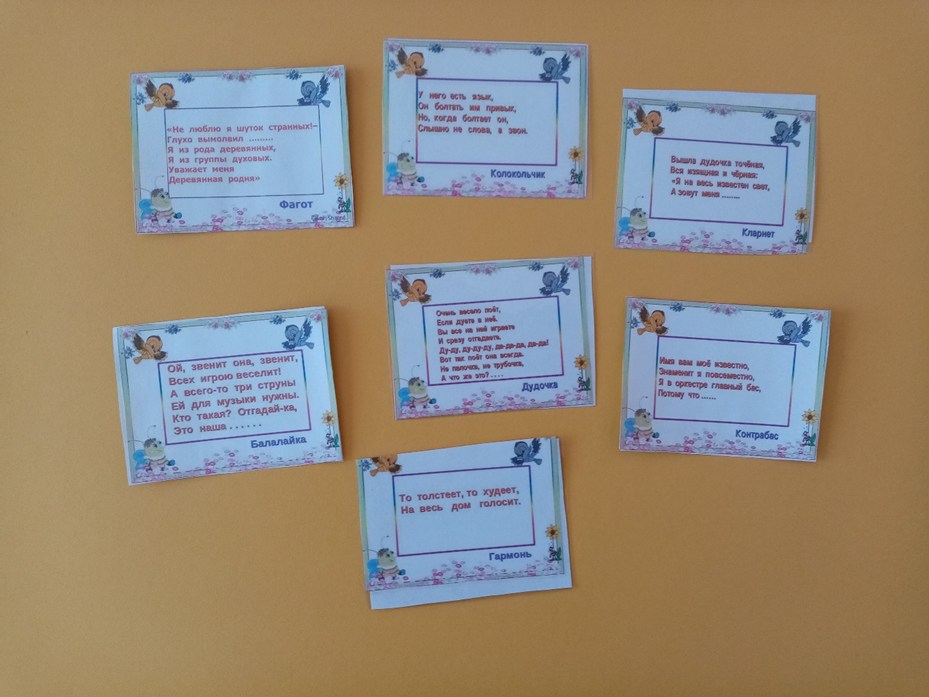 «Не люблю я шуток странных!–
Глухо вымолвил ………
Я из рода деревянных,
Я из группы духовых.
Уважает меня
Деревянная родня»
Фагот
У него есть язык,
Он болтать им привык,
Но, когда болтает он,
Слышно не слова, а звон.
Колокольчик
Вышла дудочка точёная,
Вся изящная и чёрная:
«Я на весь известен свет,
А зовут меня ……..
Кларнет
Ой, звенит она, звенит,
Всех игрою веселит!
А всего-то три струны
Ей для музыки нужны.
Кто такая? Отгадай-ка,
Это наша . . . . . .
Балалайка
Очень весело поёт,
Если дуете в неё.
Вы все на ней играете
И сразу отгадаете.
Ду-ду, ду-ду-ду, да-да-да, да-да!
Вот так поёт она всегда.
Не палочка, не трубочка,
А что же это? . . . .
Дудочка
Имя вам моё известно,
Знаменит я повсеместно,
Я в оркестре главный бас,
Потому что ……
Контрабас
То толстеет, то худеет,
На весь дом голосит.
Гармонь